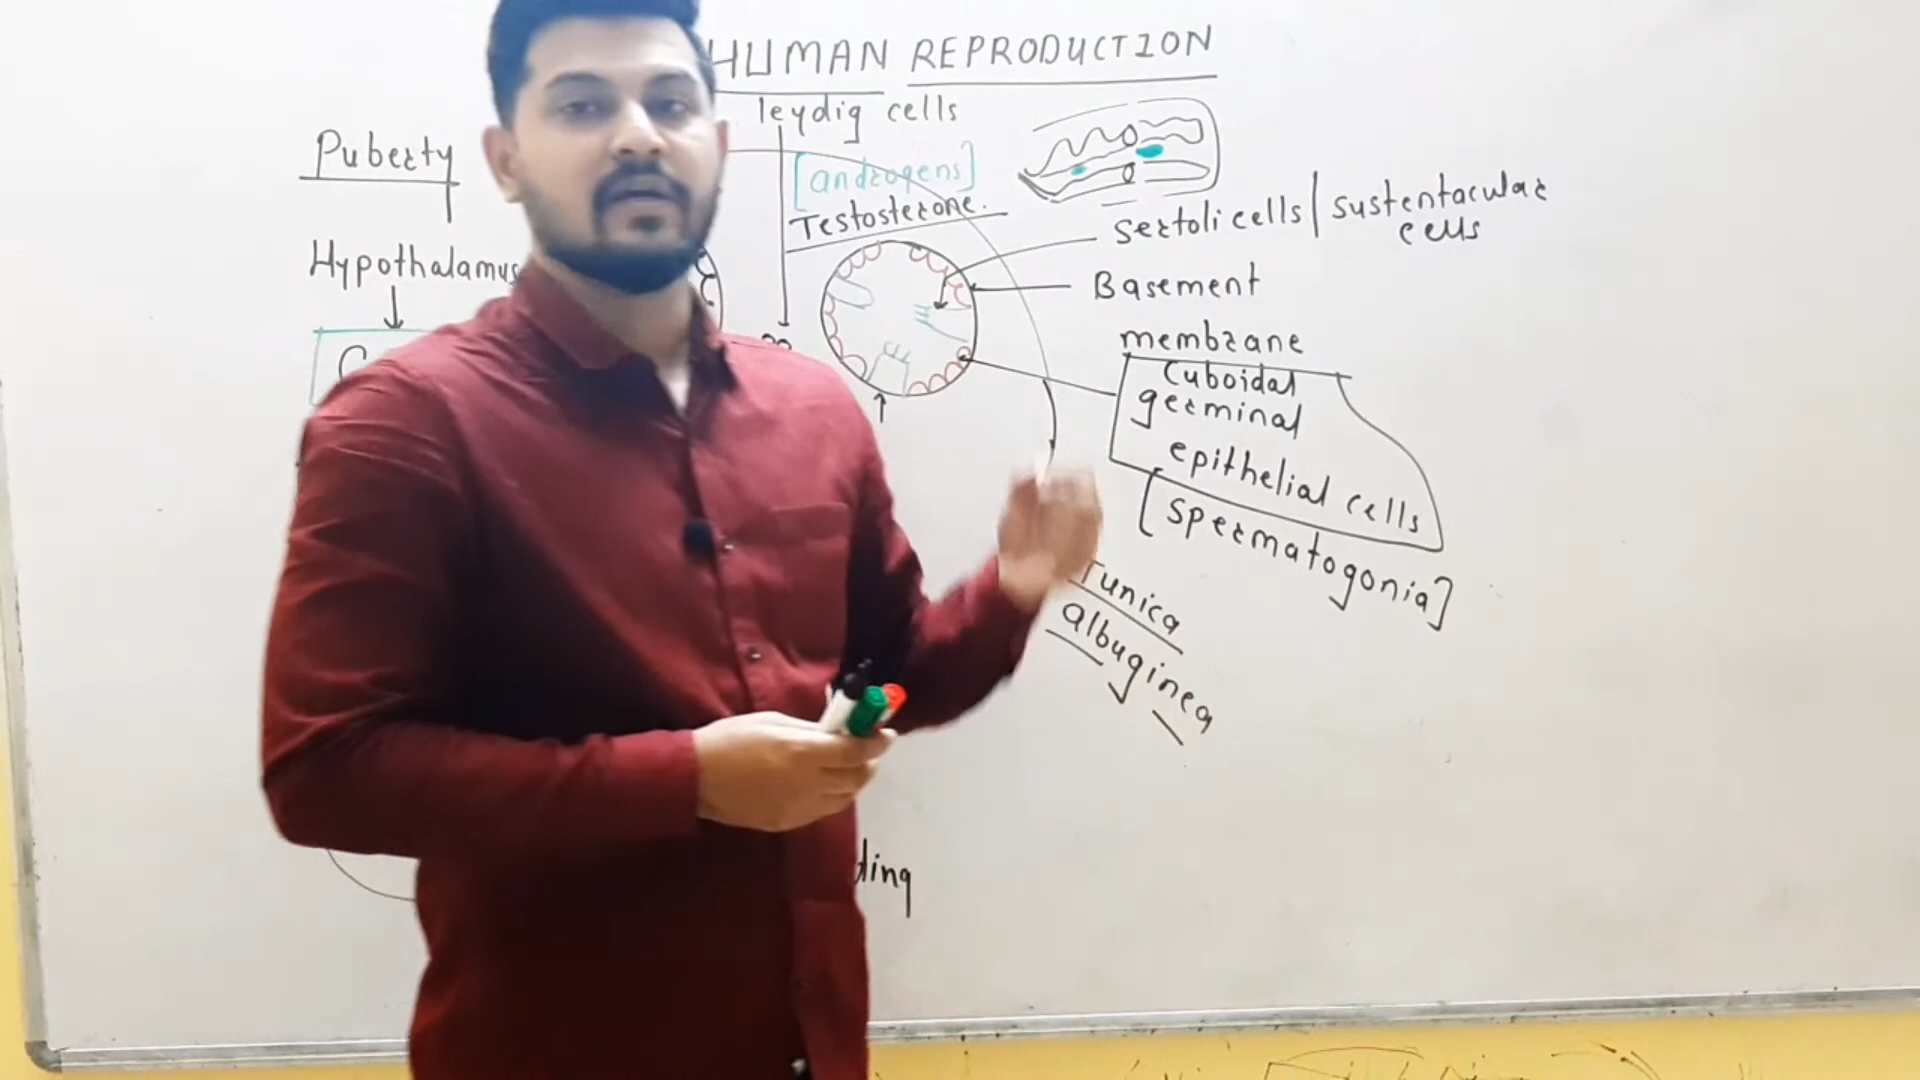 HUMAN REPRODUCTION
leydig cells
Puberty
[androgens]
Testosterone.
Sertoli cells | sustentacular
cells
Hypothalamus
Basement
membrane
Cuboidal
germinal
epithelial cells
[Spermatogonia]
Tunica
albuginea